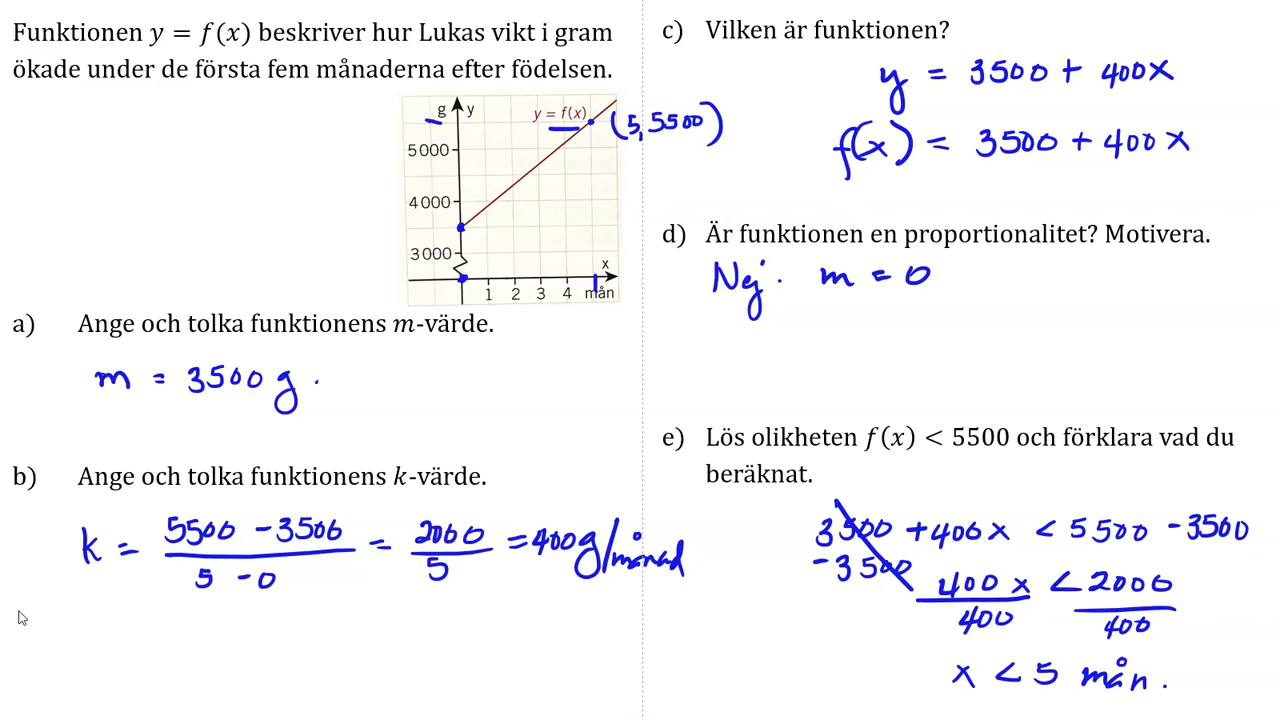 Funktionen y = f(x) beskriver hur Lukas vikt i gram
ökade under de första fem månaderna efter födelsen.
g y
y = f(x)
(5, 5500)
5 000
4 000
3 000
x
1 2 3 4 mån
a) Ange och tolka funktionens m-värde.
m = 3500 g.
b) Ange och tolka funktionens k-värde.
k = (5500 - 3500)/(5 - 0) = 2000/5 = 400 g/månad
c) Vilken är funktionen?
y = 3500 + 400x
f(x) = 3500 + 400x
d) Är funktionen en proportionalitet? Motivera.
Nej. m = 0
e) Lös olikheten f(x) < 5500 och förklara vad du
beräknat.
3500 + 400x < 5500 - 3500
-3500
400x/400 < 2000/400
x < 5 mån.